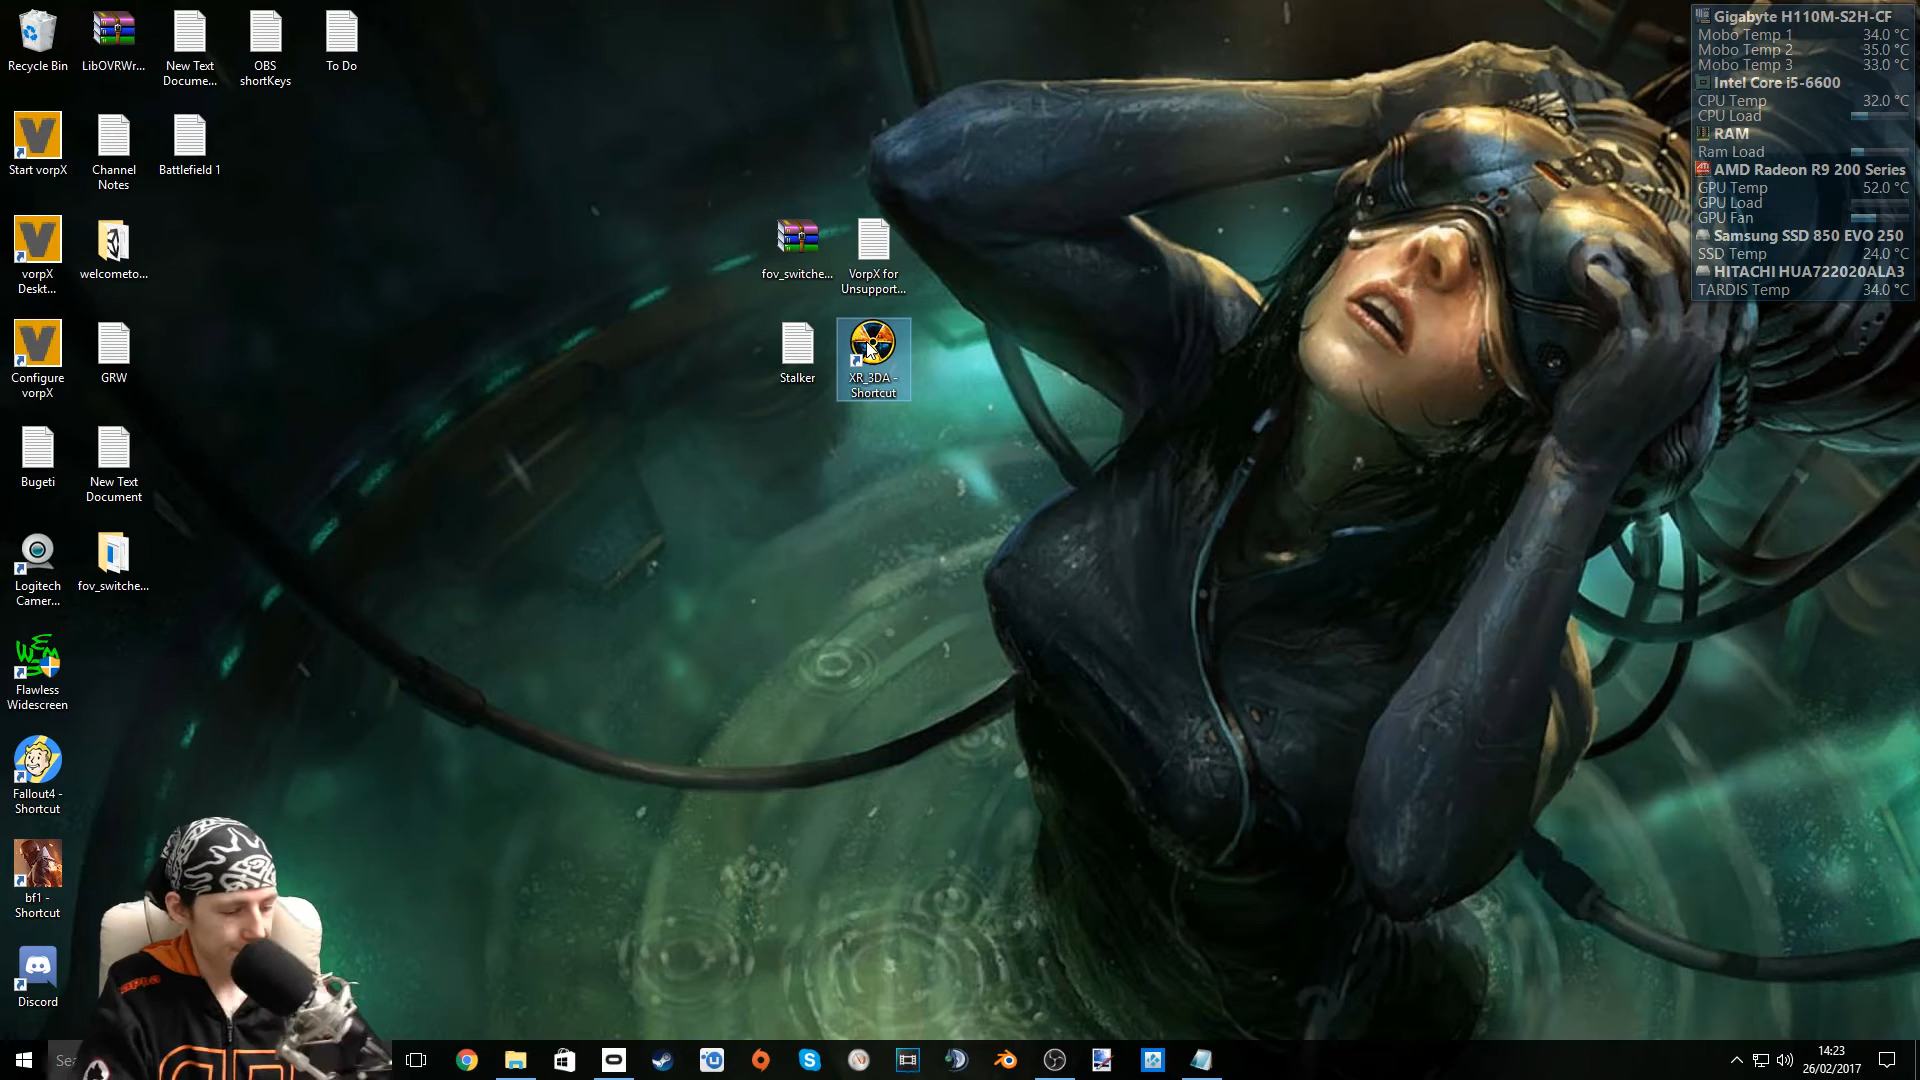 Recycle Bin
LibOVRWr...
New Text
Docume...
OBS
shortKeys
To Do
Start vorpX
Channel
Notes
Battlefield 1
vorpX
Deskt...
welcometo...
Configure
vorpX
GRW
Bugeti
New Text
Document
Logitech
Camer...
fov_switche...
Flawless
Widescreen
Fallout4 -
Shortcut
bf1 -
Shortcut
Discord
fov_switche...
VorpX for
Unsupport...
Stalker
XR_3DA -
Shortcut
Gigabyte H110M-S2H-CF
Mobo Temp 1 34.0 °C
Mobo Temp 2 35.0 °C
Mobo Temp 3 33.0 °C
Intel Core i5-6600
CPU Temp 32.0 °C
CPU Load
RAM
Ram Load
AMD Radeon R9 200 Series
GPU Temp 52.0 °C
GPU Load
GPU Fan
Samsung SSD 850 EVO 250
SSD Temp 24.0 °C
HITACHI HUA722020ALA3
TARDIS Temp 34.0 °C
14:23
26/02/2017